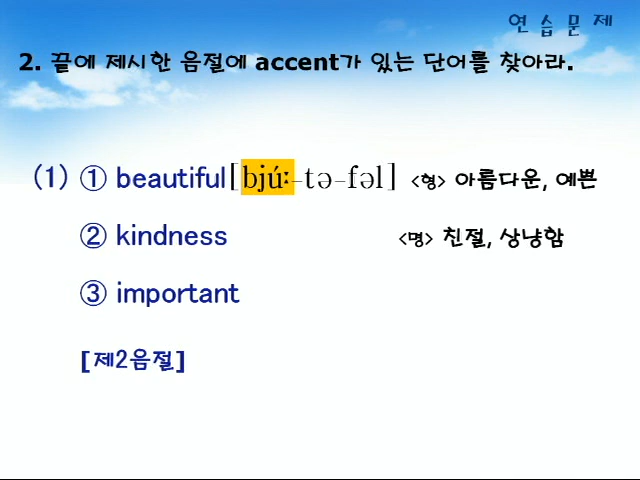 연 습 문 제
2. 끝에 제시한 음절에 accent가 있는 단어를 찾아라.
(1) ① beautiful[bjúː-tə-fəl] <형> 아름다운, 예쁜
② kindness <명> 친절, 상냥함
③ important
[제2음절]